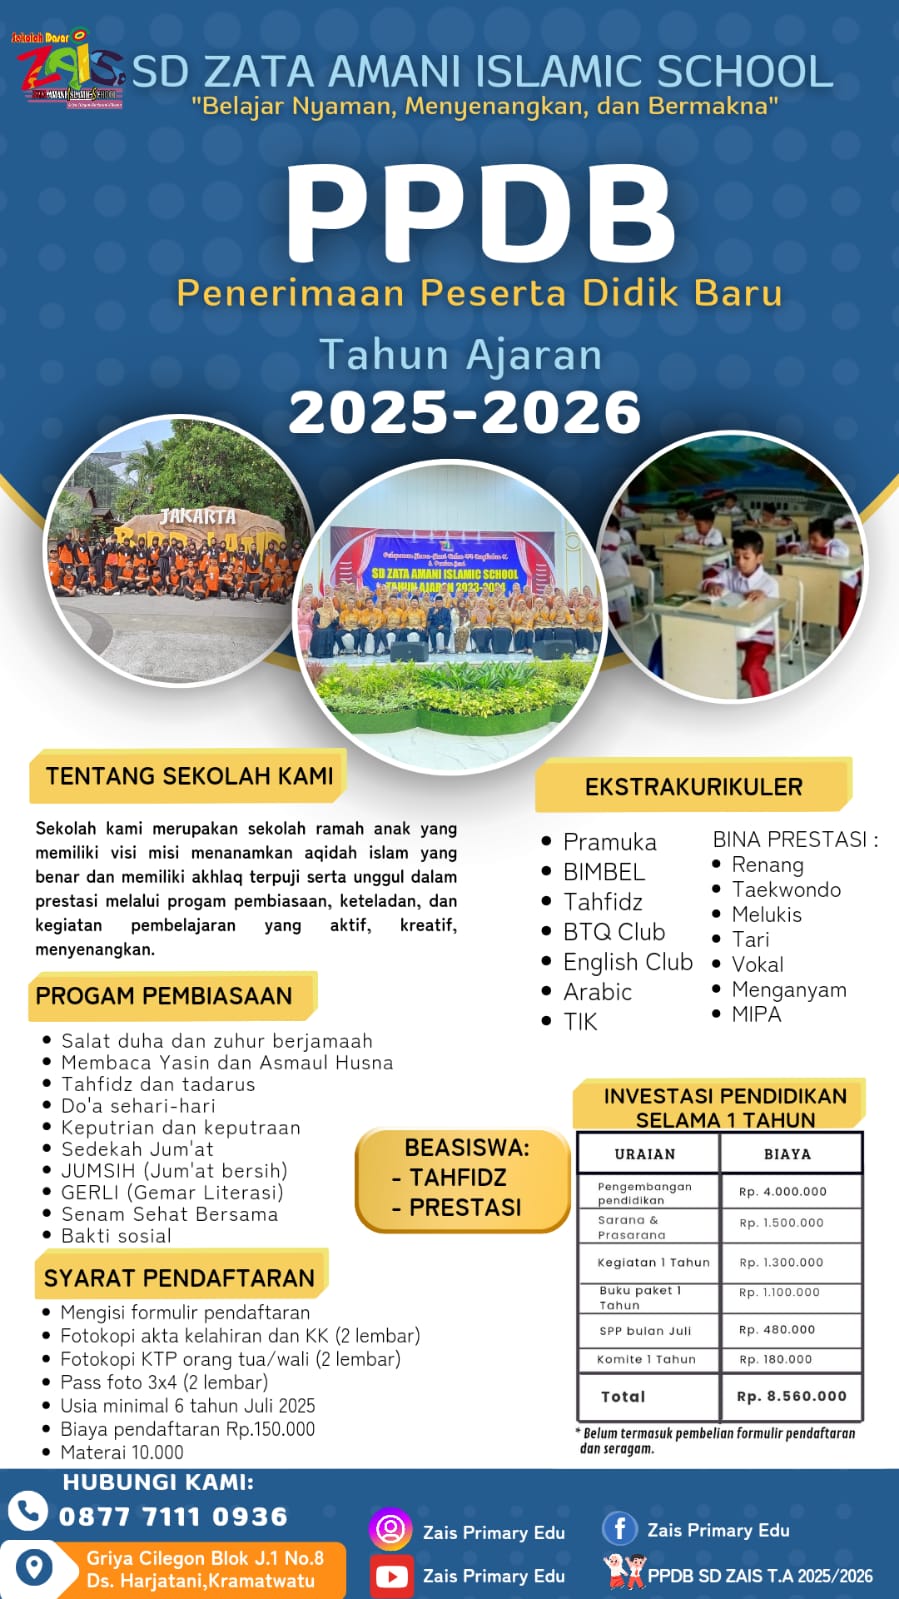 Sekolah Dasar
ZAIS
SD ZATA AMANI ISLAMIC SCHOOL
"Belajar Nyaman, Menyenangkan, dan Bermakna"
PPDB
Penerimaan Peserta Didik Baru
Tahun Ajaran
2025-2026
JAKARTA
SD ZATA AMANI ISLAMIC SCHOOL
TAHUN AJARAN 2023-2024
TENTANG SEKOLAH KAMI
Sekolah kami merupakan sekolah ramah anak yang
memiliki visi misi menanamkan aqidah islam yang
benar dan memiliki akhlaq terpuji serta unggul dalam
prestasi melalui progam pembiasaan, keteladan, dan
kegiatan pembelajaran yang aktif, kreatif,
menyenangkan.
PROGAM PEMBIASAAN
• Salat duha dan zuhur berjamaah
• Membaca Yasin dan Asmaul Husna
• Tahfidz dan tadarus
• Do'a sehari-hari
• Keputrian dan keputraan
• Sedekah Jum'at
• JUMSIH (Jum'at bersih)
• GERLI (Gemar Literasi)
• Senam Sehat Bersama
• Bakti sosial
SYARAT PENDAFTARAN
• Mengisi formulir pendaftaran
• Fotokopi akta kelahiran dan KK (2 lembar)
• Fotokopi KTP orang tua/wali (2 lembar)
• Pass foto 3x4 (2 lembar)
• Usia minimal 6 tahun Juli 2025
• Biaya pendaftaran Rp.150.000
• Materai 10.000
EKSTRAKURIKULER
• Pramuka
• BIMBEL
• Tahfidz
• BTQ Club
• English Club
• Arabic
• TIK
BINA PRESTASI :
• Renang
• Taekwondo
• Melukis
• Tari
• Vokal
• Menganyam
• MIPA
BEASISWA:
- TAHFIDZ
- PRESTASI
INVESTASI PENDIDIKAN
SELAMA 1 TAHUN
URAIAN BIAYA
Pengembangan
pendidikan Rp. 4.000.000
Sarana &
Prasarana Rp. 1.500.000
Kegiatan 1 Tahun Rp. 1.300.000
Buku paket 1
Tahun Rp. 1.100.000
SPP bulan Juli Rp. 480.000
Komite 1 Tahun Rp. 180.000
Total Rp. 8.560.000
* Belum termasuk pembelian formulir pendaftaran
dan seragam.
HUBUNGI KAMI:
0877 7111 0936
Griya Cilegon Blok J.1 No.8
Ds. Harjatani,Kramatwatu
Zais Primary Edu
Zais Primary Edu
Zais Primary Edu
PPDB SD ZAIS T.A 2025/2026